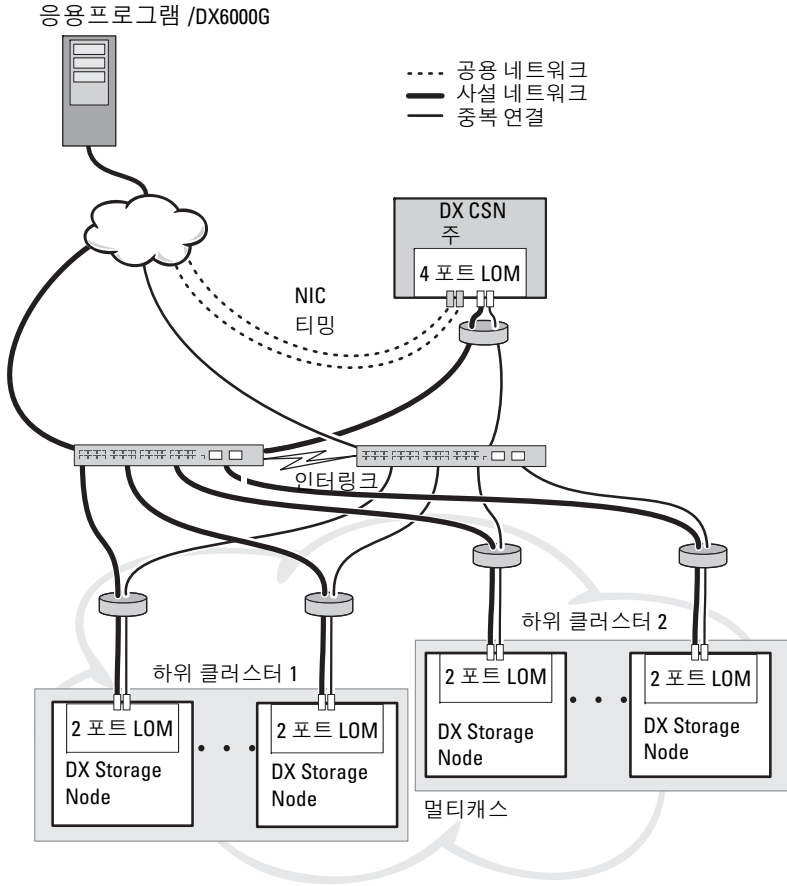 응용프로그램 /DX6000G
공용 네트워크
사설 네트워크
중복 연결
DX CSN
주
4 포트 LOM
NIC
티밍
인터링크
하위 클러스터 2
하위 클러스터 1
2 포트 LOM
2 포트 LOM
DX Storage
Node
DX Storage
Node
2 포트 LOM
2 포트 LOM
DX Storage
Node
DX Storage
Node
멀티캐스